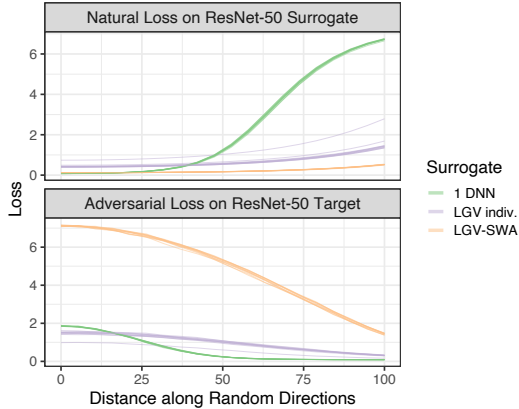 Natural Loss on ResNet-50 Surrogate
6
4
2
0
Adversarial Loss on ResNet-50 Target
6
4
2
0
0 25 50 75 100
Distance along Random Directions
Loss
Surrogate
1 DNN
LGV indiv.
LGV-SWA